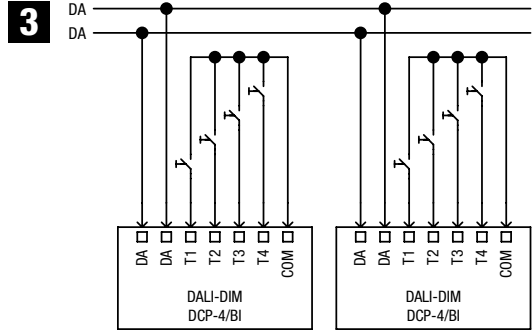 3
DA
DA
DA DA T1 T2 T3 T4 COM
DA DA T1 T2 T3 T4 COM
DALI-DIM
DCP-4/BI
DALI-DIM
DCP-4/BI